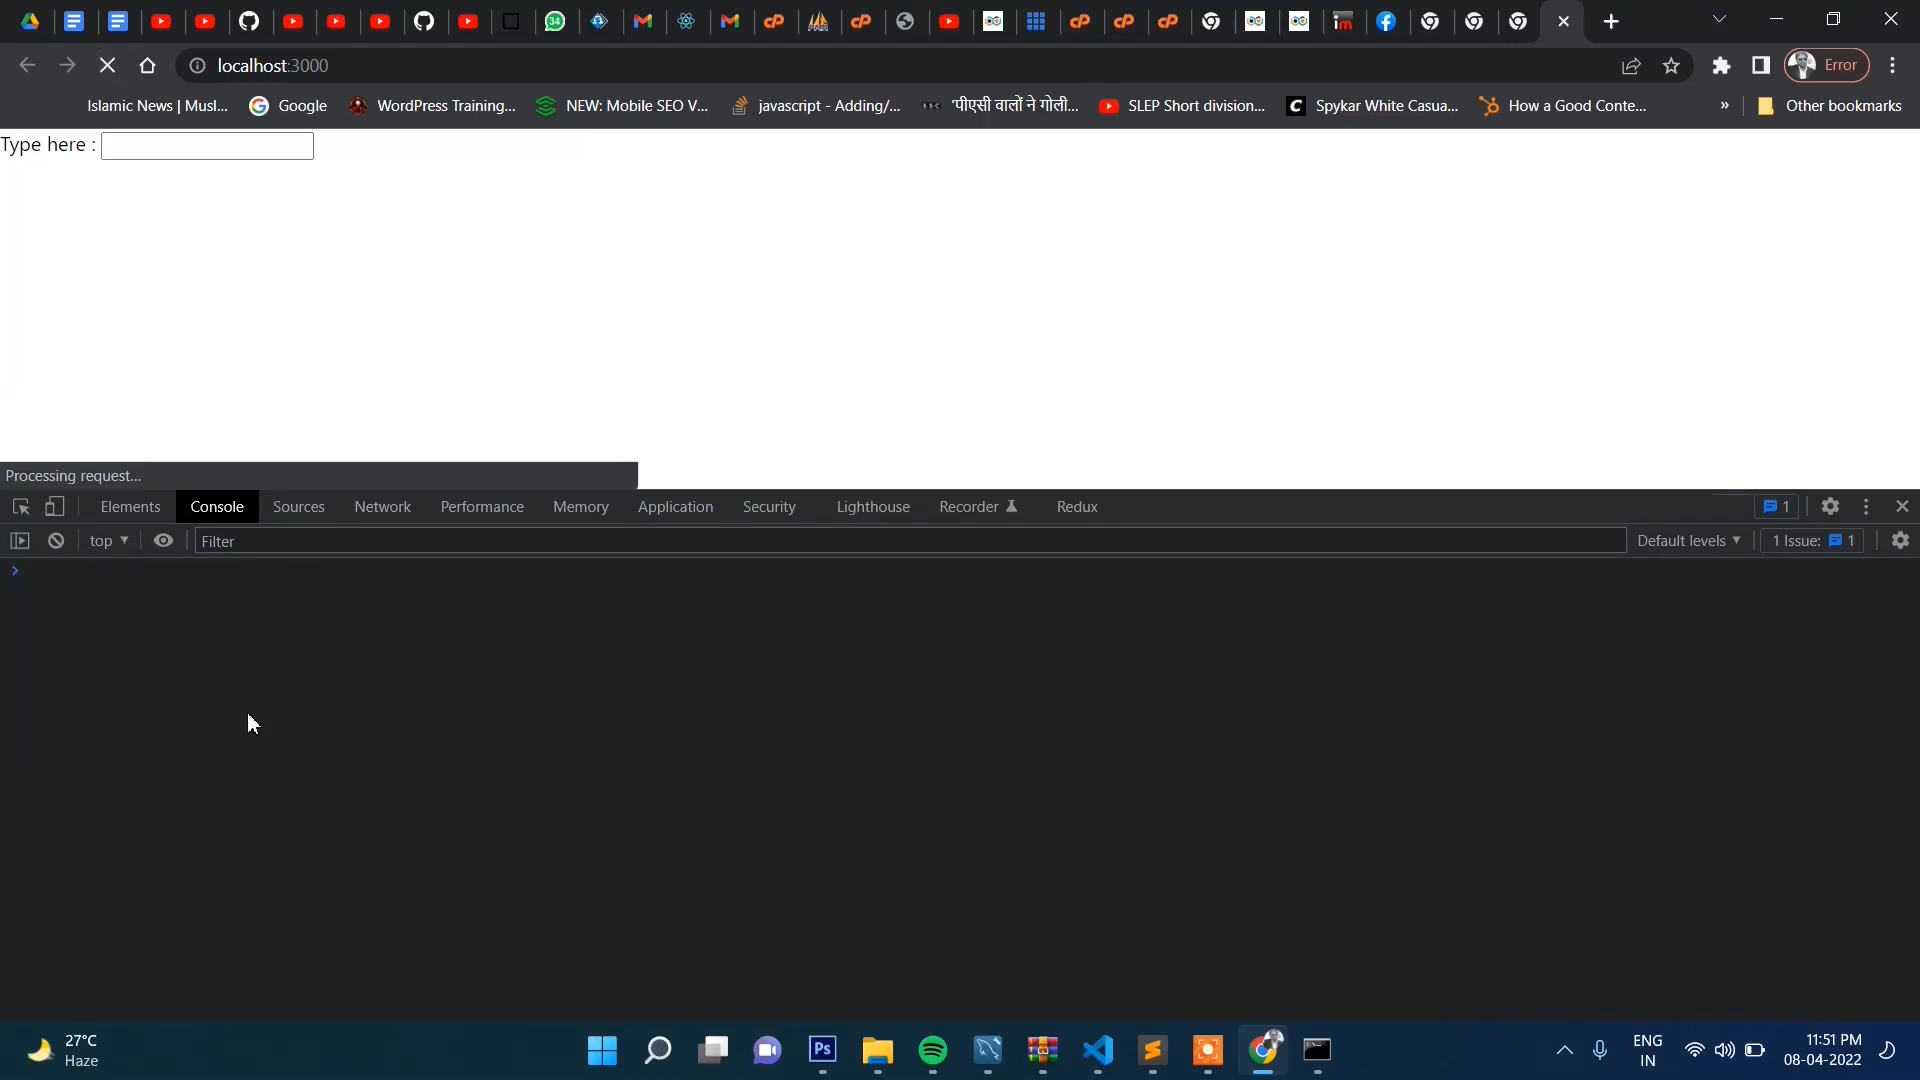 34
localhost:3000
Error
Islamic News | Musl...
Google
WordPress Training...
NEW: Mobile SEO V...
javascript - Adding/...
'पीएसी वालों ने गोली...
SLEP Short division...
Spykar White Casua...
How a Good Conte...
»
Other bookmarks
Type here :
Processing request...
Elements
Console
Sources
Network
Performance
Memory
Application
Security
Lighthouse
Recorder
Redux
1
top
Filter
Default levels
1 Issue:
1
27°C
Haze
Ps
ENG
IN
11:51 PM
08-04-2022